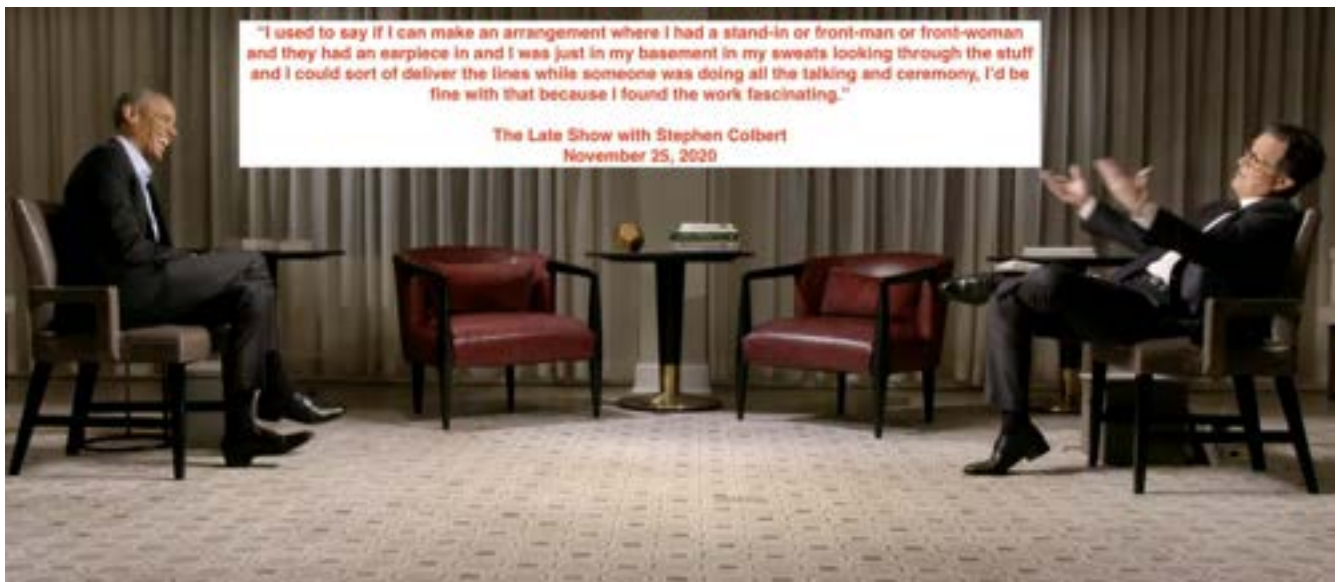 "I used to say if I can make an arrangement where I had a stand-in or front-man or front-woman
and they had an earpiece in and I was just in my basement in my sweats looking through the stuff
and I could sort of deliver the lines while someone was doing all the talking and ceremony, I'd be
fine with that because I found the work fascinating."
The Late Show with Stephen Colbert
November 25, 2020